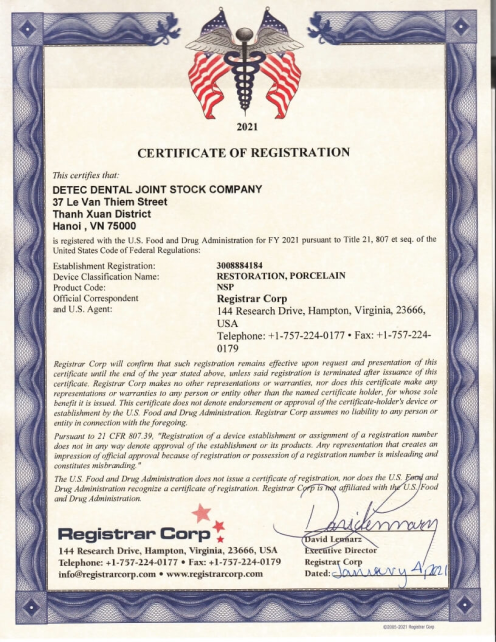 2021
CERTIFICATE OF REGISTRATION
This certifies that:
DETEC DENTAL JOINT STOCK COMPANY
37 Le Van Thiem Street
Thanh Xuan District
Hanoi , VN 75000
is registered with the U.S. Food and Drug Administration for FY 2021 pursuant to Title 21, 807 et seq. of the
United States Code of Federal Regulations:
Establishment Registration: 3008884184
Device Classification Name: RESTORATION, PORCELAIN
Product Code: NSP
Official Correspondent Registrar Corp
and U.S. Agent: 144 Research Drive, Hampton, Virginia, 23666,
USA
Telephone: +1-757-224-0177 • Fax: +1-757-224-
0179
Registrar Corp will confirm that such registration remains effective upon request and presentation of this
certificate until the end of the year stated above, unless said registration is terminated after issuance of this
certificate. Registrar Corp makes no other representations or warranties, nor does this certificate make any
representations or warranties to any person or entity other than the named certificate holder, for whose sole
benefit it is issued. This certificate does not denote endorsement or approval of the certificate-holder's device or
establishment by the U.S. Food and Drug Administration. Registrar Corp assumes no liability to any person or
entity in connection with the foregoing.
Pursuant to 21 CFR 807.39, "Registration of a device establishment or assignment of a registration number
does not in any way denote approval of the establishment or its products. Any representation that creates an
impression of official approval because of registration or possession of a registration number is misleading and
constitutes misbranding."
The U.S. Food and Drug Administration does not issue a certificate of registration, nor does the U.S. Food and
Drug Administration recognize a certificate of registration. Registrar Corp is not affiliated with the U.S. Food
and Drug Administration.
Registrar Corp
144 Research Drive, Hampton, Virginia, 23666, USA
Telephone: +1-757-224-0177 • Fax: +1-757-224-0179
info@registrarcorp.com • www.registrarcorp.com
David Lennarz
David Lennarz
Executive Director
Registrar Corp
Dated: January 4, 2021
©2003-2021 Registrar Corp